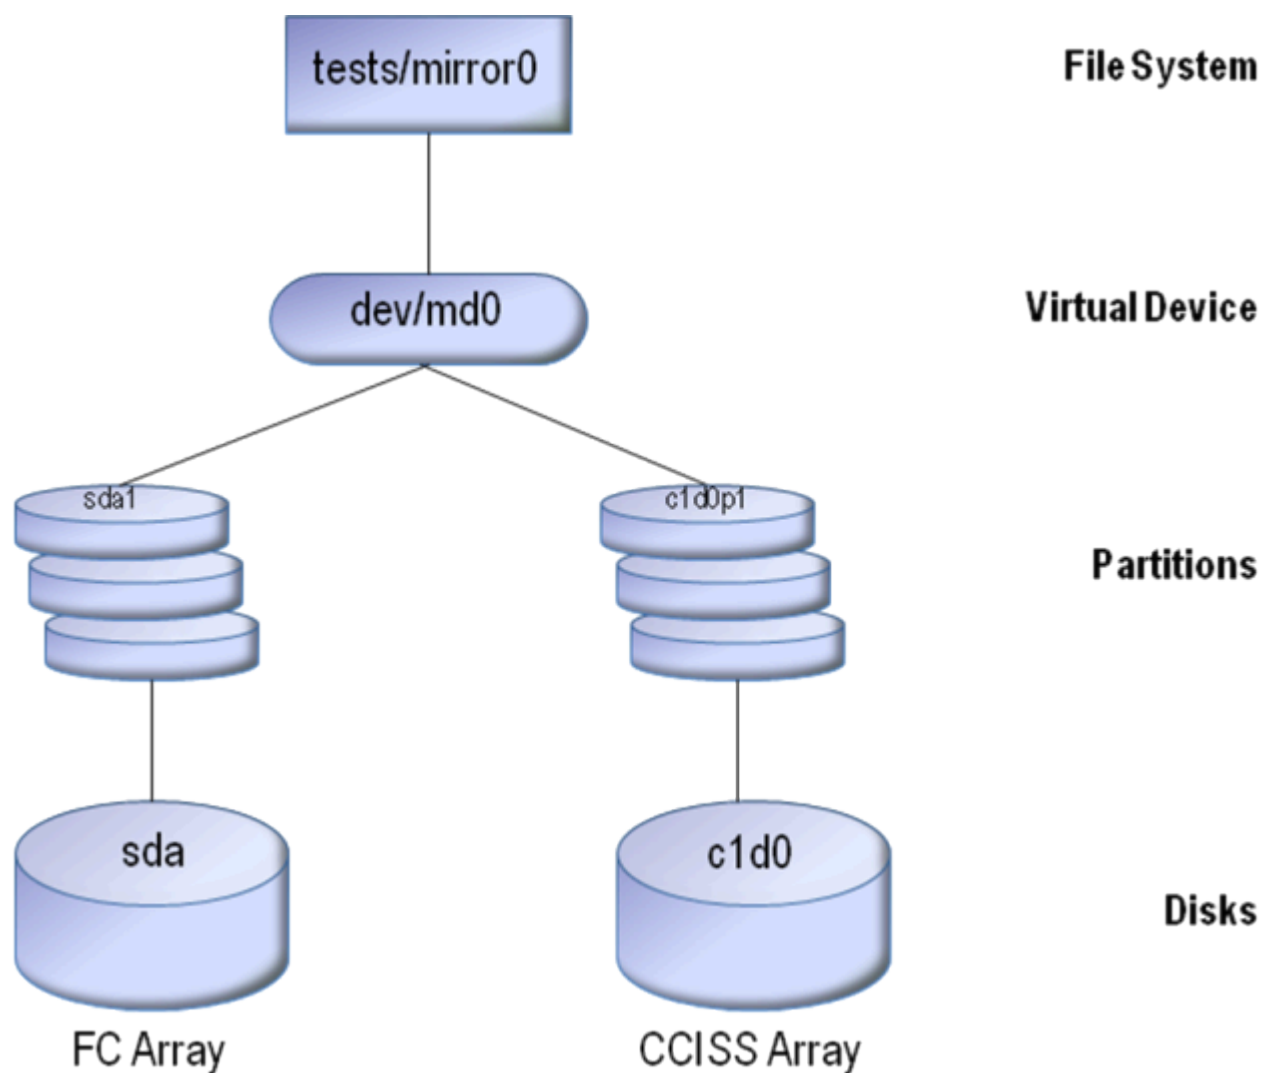 tests/mirror0
File System
dev/md0
Virtual Device
sda1
c1d0p1
Partitions
sda
c1d0
Disks
FC Array
CCISS Array